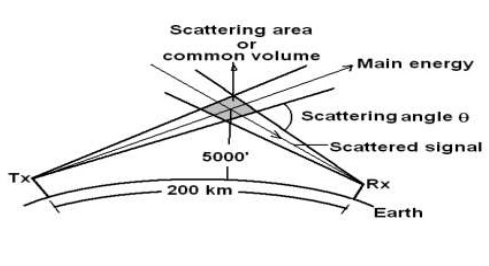 Scattering area
or
common volume
Main energy
Scattering angle θ
Scattered signal
5000'
Tx
200 km
Rx
Earth